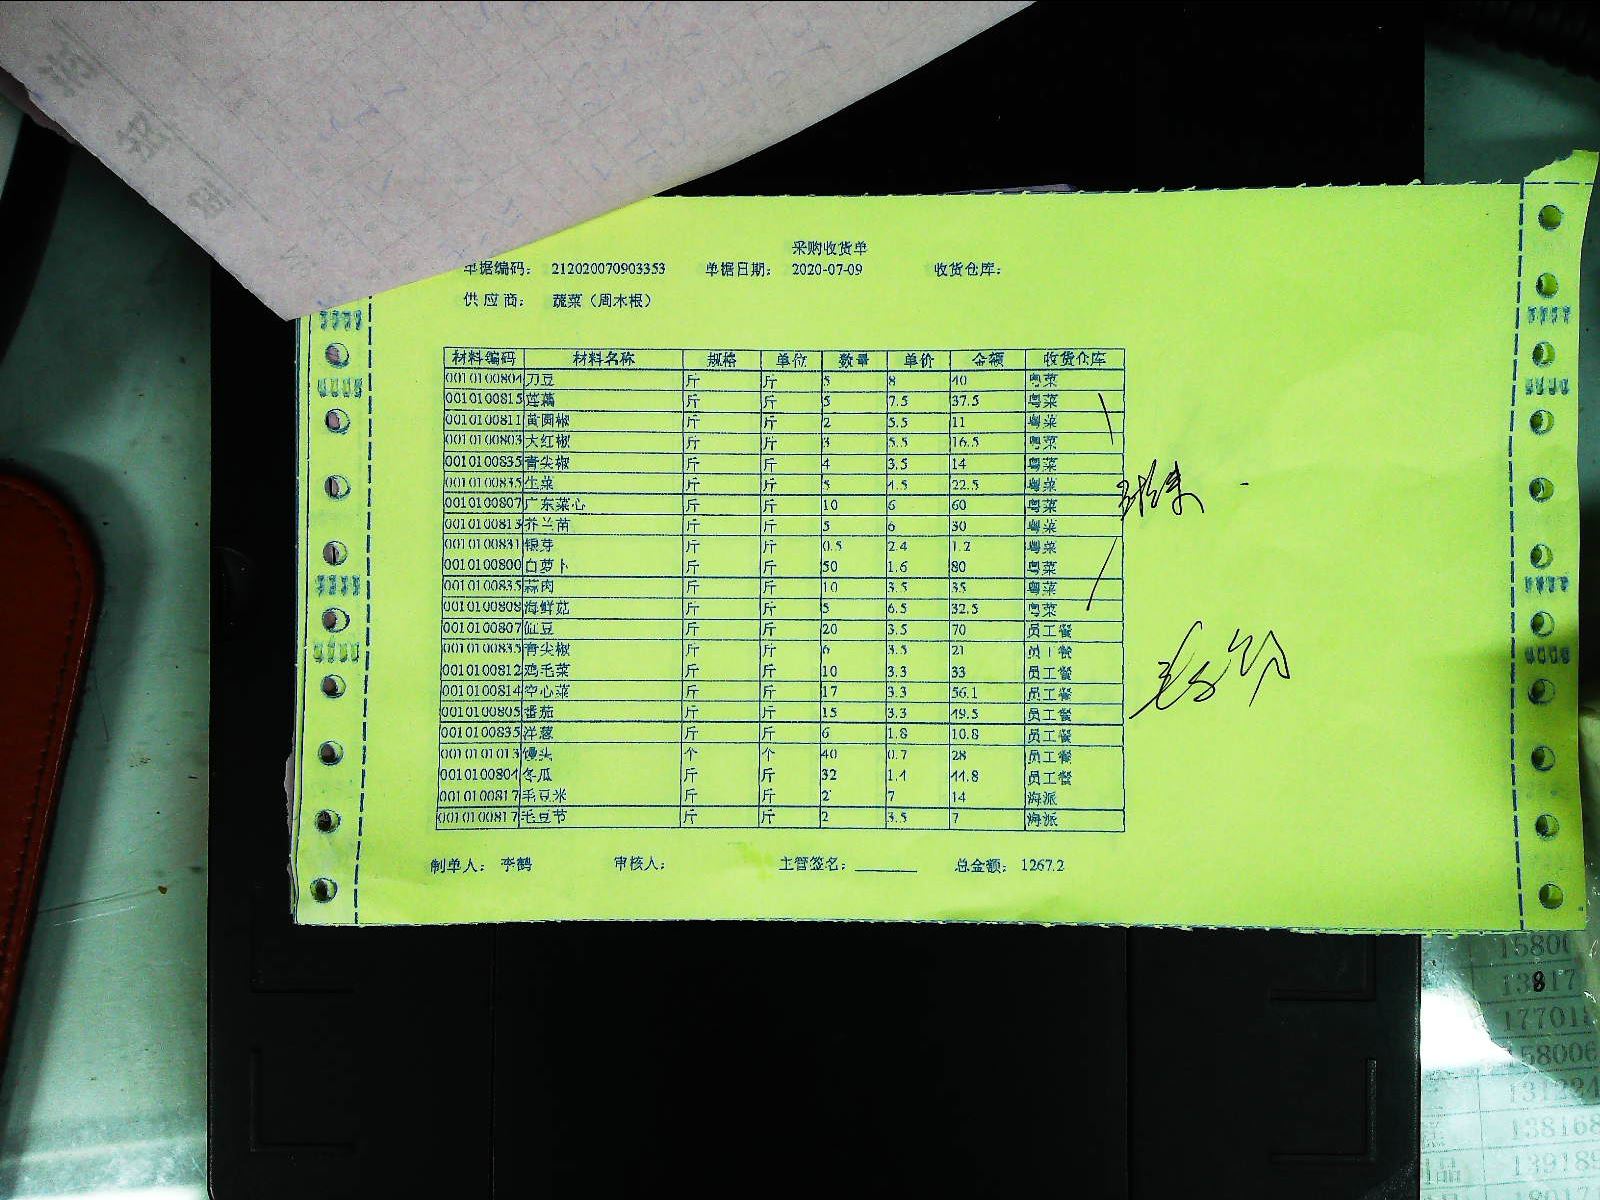 采购收货单
单据编码： 212020070903353 单据日期： 2020-07-09 收货仓库：
供应商： 蔬菜（周木根）
材料编码 材料名称 规格 单位 数量 单价 金额 收货仓库
0010100804 刀豆 斤 斤 5 8 40 粤菜
0010100815 莲藕 斤 斤 5 7.5 37.5 粤菜
0010100811 黄圆椒 斤 斤 2 5.5 11 粤菜
0010100803 大红椒 斤 斤 3 5.5 16.5 粤菜
0010100835 青尖椒 斤 斤 4 3.5 14 粤菜
0010100835 生菜 斤 斤 5 4.5 22.5 粤菜
0010100807 广东菜心 斤 斤 10 6 60 粤菜
0010100813 芥兰苗 斤 斤 5 6 30 粤菜
0010100831 银芽 斤 斤 0.5 2.4 1.2 粤菜
0010100800 白萝卜 斤 斤 50 1.6 80 粤菜
0010100835 蒜肉 斤 斤 10 3.5 35 粤菜
0010100808 海鲜菇 斤 斤 5 6.5 32.5 粤菜
0010100807 豆 斤 斤 20 3.5 70 员工餐
0010100835 青尖椒 斤 斤 6 3.5 21 员工餐
0010100812 鸡毛菜 斤 斤 10 3.3 33 员工餐
0010100814 空心菜 斤 斤 17 3.3 56.1 员工餐
0010100805 番茄 斤 斤 15 3.3 49.5 员工餐
0010100835 洋葱 斤 斤 6 1.8 10.8 员工餐
0010101013 馒头 个 个 40 0.7 28 员工餐
0010100804 冬瓜 斤 斤 32 1.4 44.8 员工餐
0010100817 毛豆米 斤 斤 2 7 14 海派
0010100817 毛豆节 斤 斤 2 3.5 7 海派
制单人： 李鹤 审核人： 主管签名： 总金额： 1267.2
1580
13817
17701
158006
138168
139189